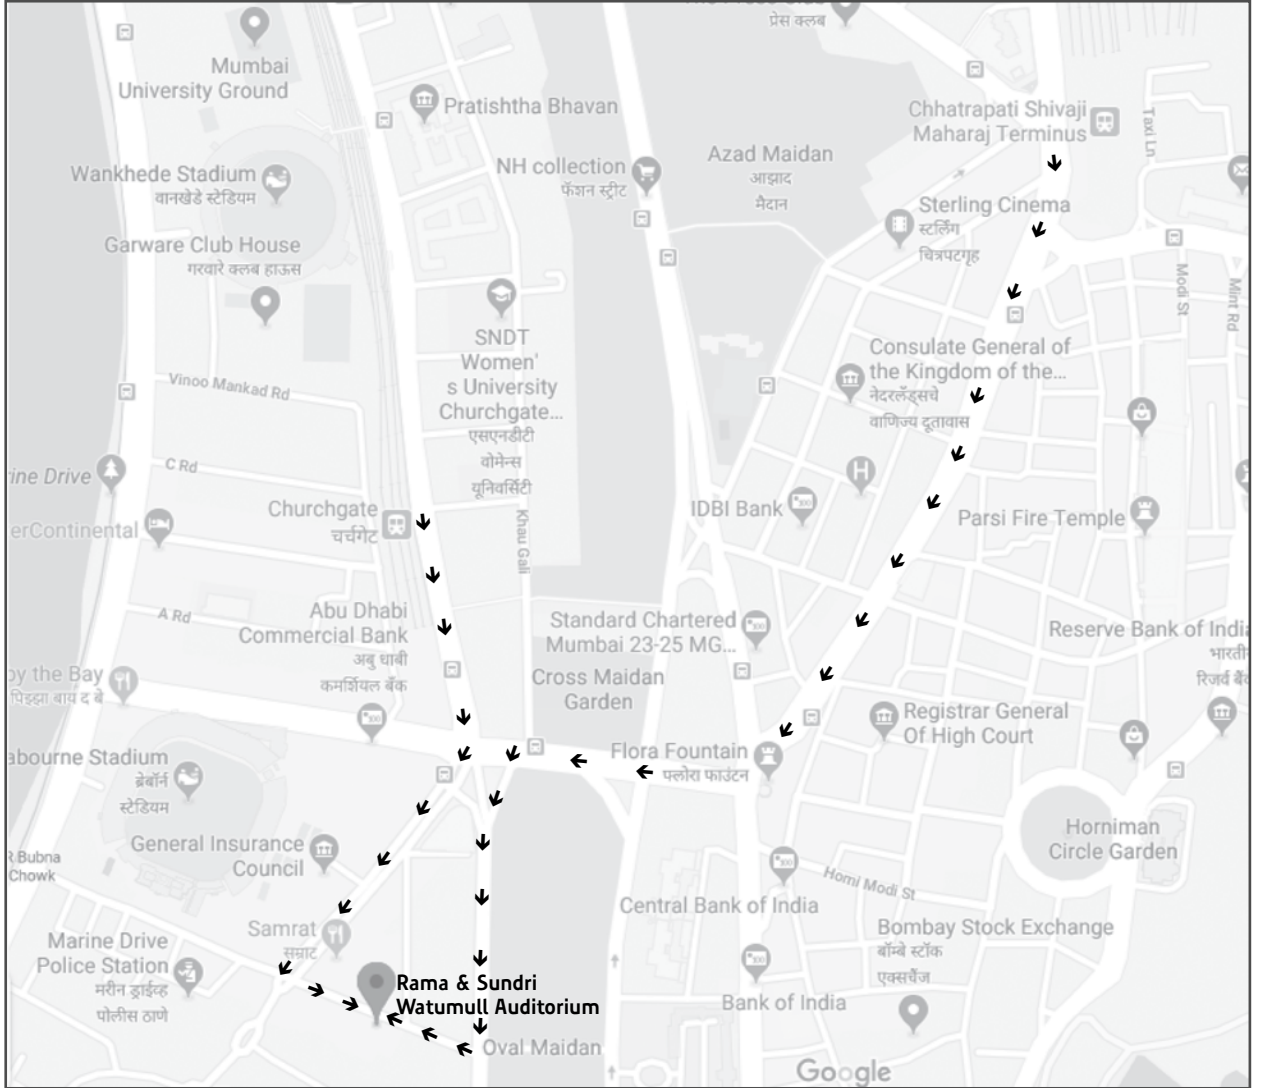 प्रेस क्लब
Mumbai
University Ground
Pratishtha Bhavan
Chhatrapati Shivaji
Maharaj Terminus
Taxi Ln
Wankhede Stadium
वानखेडे स्टेडियम
NH collection
फॅशन स्ट्रीट
Azad Maidan
आझाद
मैदान
Sterling Cinema
स्टर्लिंग
चित्रपटगृह
Garware Club House
गरवारे क्लब हाऊस
Modi St
Mint Rd
SNDT
Women'
s University
Churchgate...
एसएनडीटी
वोमेन्स
यूनिवर्सिटी
Consulate General of
the Kingdom of the...
नेदरलॅंड्सचे
वाणिज्य दूतावास
Vinoo Mankad Rd
C Rd
rine Drive
erContinental
Churchgate
चर्चगेट
Khau Gali
IDBI Bank
Parsi Fire Temple
A Rd
Abu Dhabi
Commercial Bank
अबु धाबी
कमर्शियल बँक
Standard Chartered
Mumbai 23-25 MG...
Reserve Bank of India
भारतीय
रिजर्व बैंक
by the Bay
पिझ्झा बाय द बे
Cross Maidan
Garden
Registrar General
Of High Court
Flora Fountain
फ्लोरा फाउंटन
abourne Stadium
ब्रेबॉर्न
स्टेडियम
General Insurance
Council
Horniman
Circle Garden
R Bubna
Chowk
Homi Modi St
Central Bank of India
Samrat
सम्राट
Bombay Stock Exchange
बॉम्बे स्टॉक
एक्सचेंज
Marine Drive
Police Station
मरीन ड्राईव्ह
पोलीस ठाणे
Rama & Sundri
Watumull Auditorium
Bank of India
Oval Maidan
Google